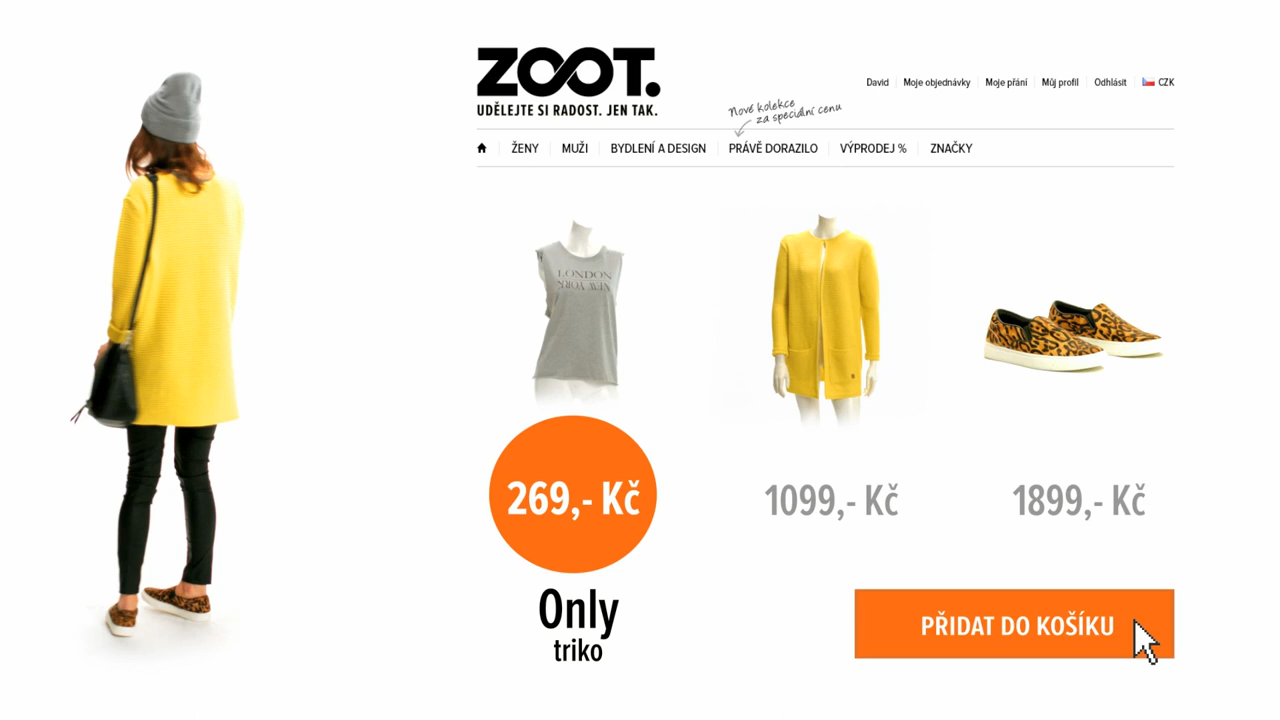 ZOOT.
UDĚLEJTE SI RADOST. JEN TAK.
David Moje objednávky Moje přání Můj profil Odhlásit CZK
Nové kolekce
za speciální cenu
ŽENY MUŽI BYDLENÍ A DESIGN PRÁVĚ DORAZILO VÝPRODEJ % ZNAČKY
LONDON
NEW YORK
269,- Kč 1099,- Kč 1899,- Kč
Only
triko
PŘIDAT DO KOŠÍKU